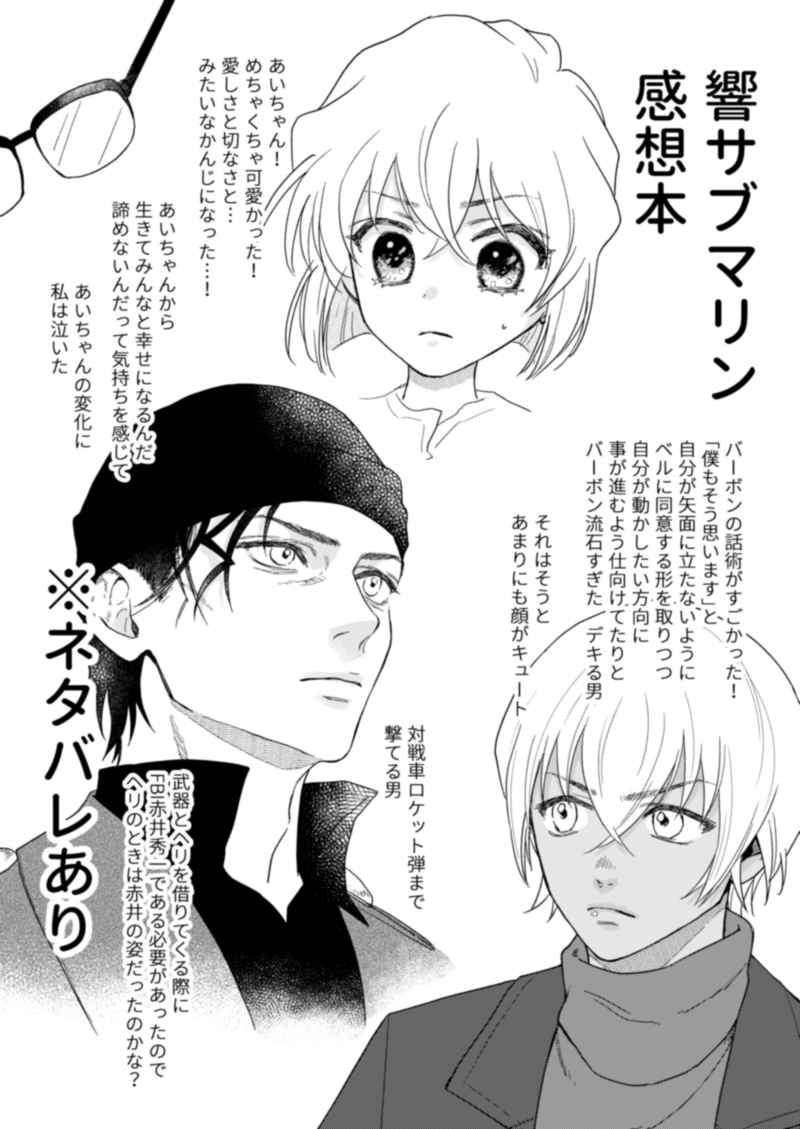 響サブマリン
感想本
あいちゃん！
めちゃくちゃ可愛かった！
愛しさと切なさと…
みたいなかんじになった…！
あいちゃんから
生きてみんなと幸せになるんだ
諦めないんだって気持ちを感じて
あいちゃんの変化に
私は泣いた
バーボンの話術がすごかった！
「僕もそう思います」と
自分が矢面に立たないように
ベルに同意する形を取りつつ
自分が動かしたい方向に
事が進むよう仕向けてたりと
バーボン流石すぎた デキる男
それはそうと
あまりにも顔がキュート
※ネタバレあり
対戦車ロケット弾まで
撃てる男
武器とヘリを借りてくる際に
「FBI赤井秀一である必要があったので
ヘリのときは赤井の姿だったのかな？